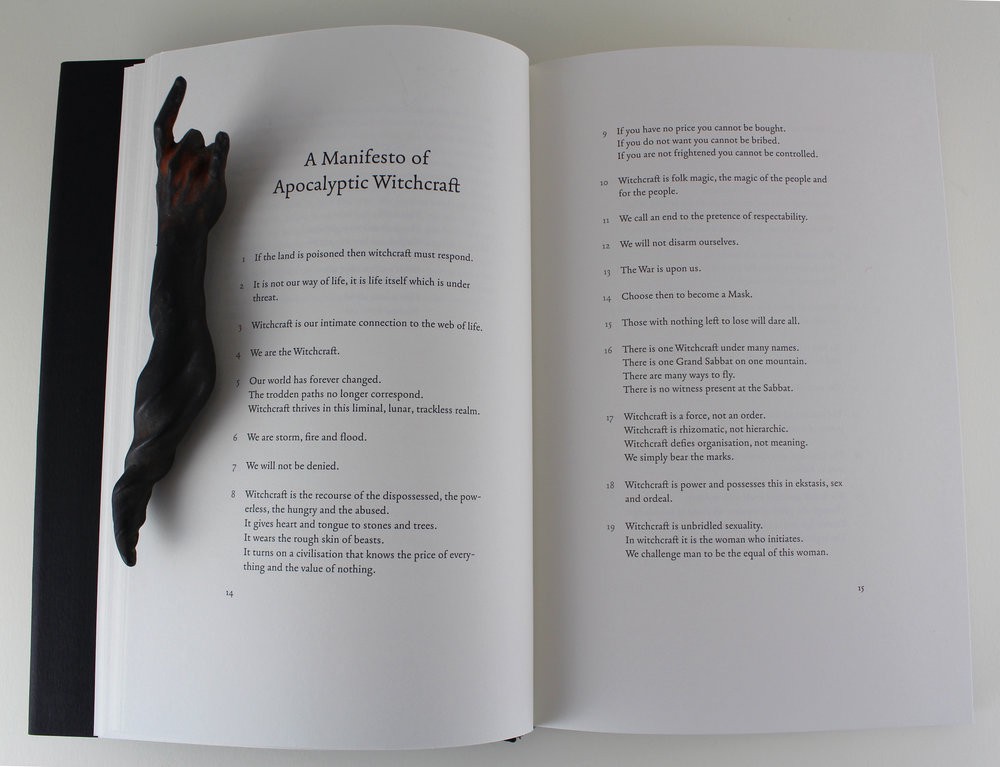 A Manifesto of
Apocalyptic Witchcraft
1 If the land is poisoned then witchcraft must respond.
2 It is not our way of life, it is life itself which is under
threat.
3 Witchcraft is our intimate connection to the web of life.
4 We are the Witchcraft.
5 Our world has forever changed.
The trodden paths no longer correspond.
Witchcraft thrives in this liminal, lunar, trackless realm.
6 We are storm, fire and flood.
7 We will not be denied.
8 Witchcraft is the recourse of the dispossessed, the pow-
erless, the hungry and the abused.
It gives heart and tongue to stones and trees.
It wears the rough skin of beasts.
It turns on a civilisation that knows the price of every-
thing and the value of nothing.
14
9 If you have no price you cannot be bought.
If you do not want you cannot be bribed.
If you are not frightened you cannot be controlled.
10 Witchcraft is folk magic, the magic of the people and
for the people.
11 We call an end to the pretence of respectability.
12 We will not disarm ourselves.
13 The War is upon us.
14 Choose then to become a Mask.
15 Those with nothing left to lose will dare all.
16 There is one Witchcraft under many names.
There is one Grand Sabbat on one mountain.
There are many ways to fly.
There is no witness present at the Sabbat.
17 Witchcraft is a force, not an order.
Witchcraft is rhizomatic, not hierarchic.
Witchcraft defies organisation, not meaning.
We simply bear the marks.
18 Witchcraft is power and possesses this in ekstasis, sex
and ordeal.
19 Witchcraft is unbridled sexuality.
In witchcraft it is the woman who initiates.
We challenge man to be the equal of this woman.
15